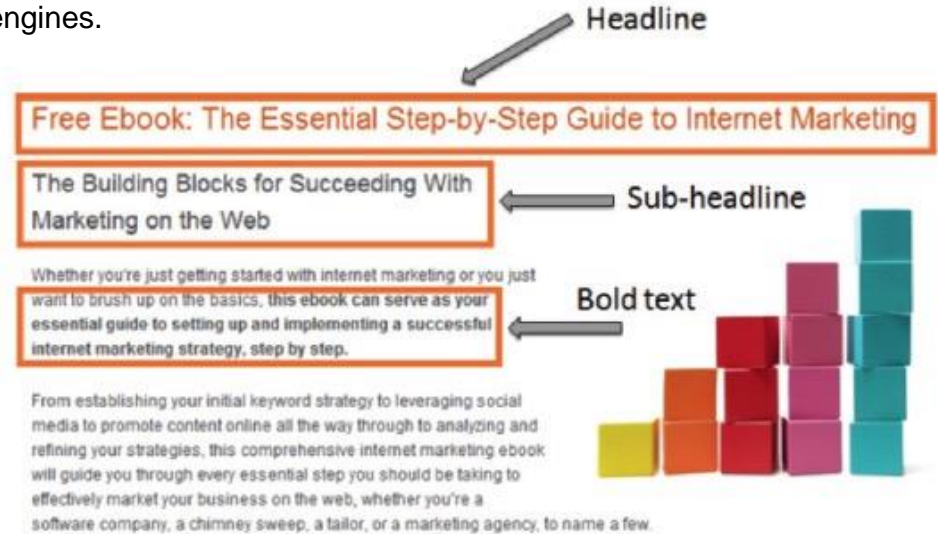 engines.
Headline
Free Ebook: The Essential Step-by-Step Guide to Internet Marketing
The Building Blocks for Succeeding With
Marketing on the Web
Sub-headline
Whether you're just getting started with internet marketing or you just
want to brush up on the basics, this ebook can serve as your
essential guide to setting up and implementing a successful
internet marketing strategy, step by step.
Bold text
From establishing your initial keyword strategy to leveraging social
media to promote content online all the way through to analyzing and
refining your strategies, this comprehensive internet marketing ebook
will guide you through every essential step you should be taking to
effectively market your business on the web, whether you're a
software company, a chimney sweep, a tailor, or a marketing agency, to name a few.